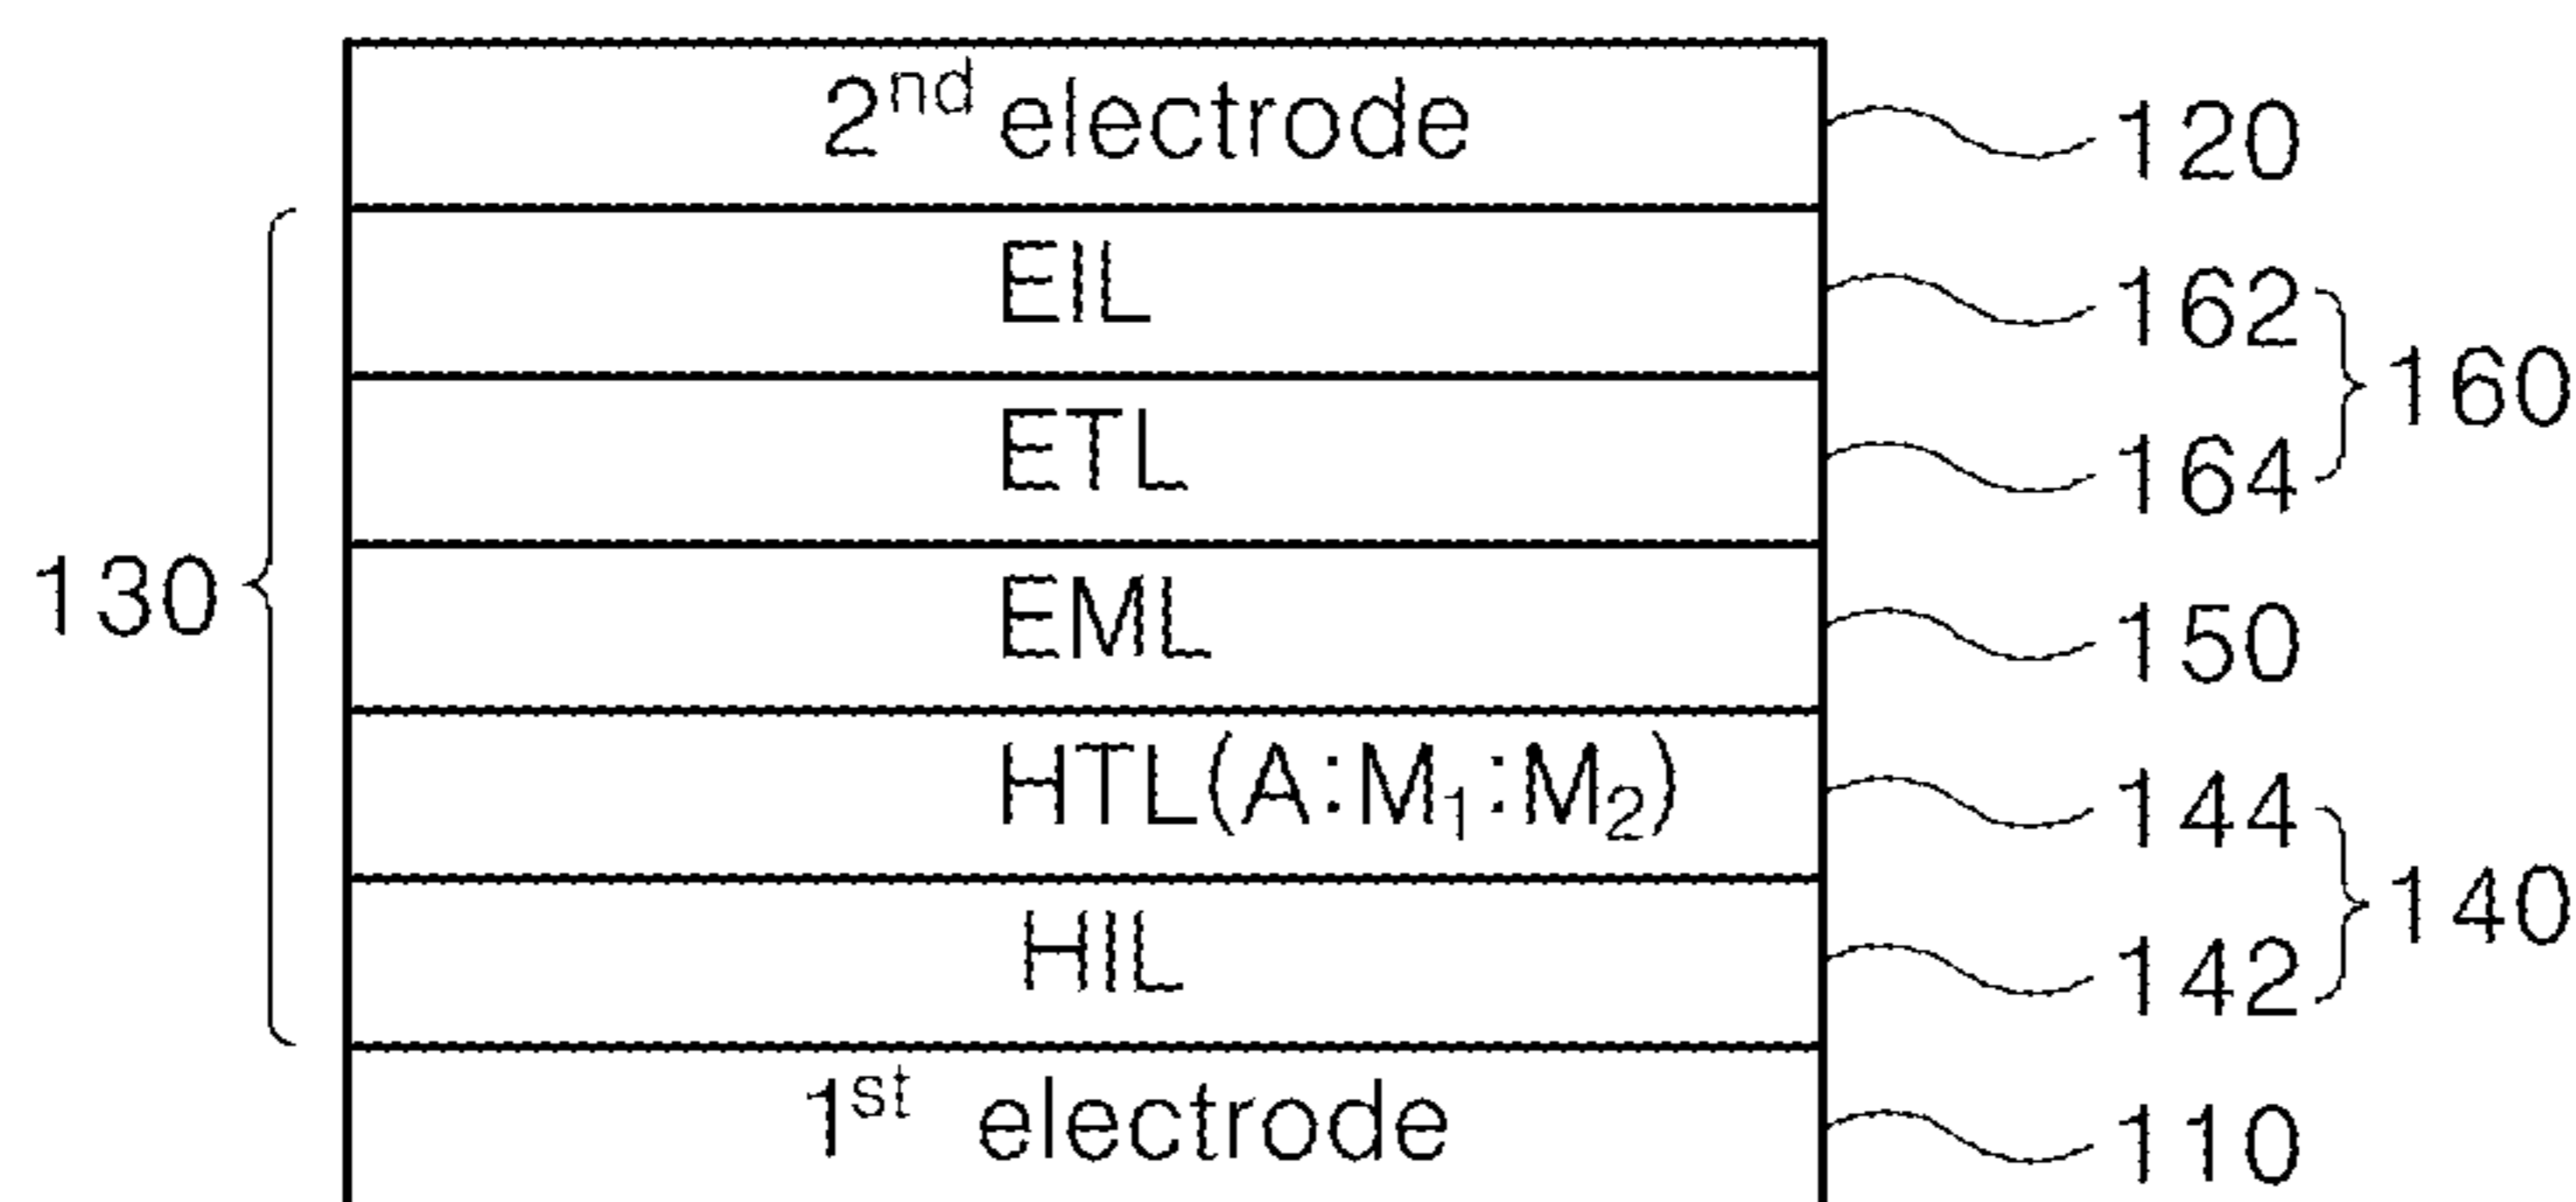 2nd electrode 120
EIL 162
160
ETL 164
130 EML 150
HTL(A:M1:M2) 144
140
HIL 142
1st electrode 110